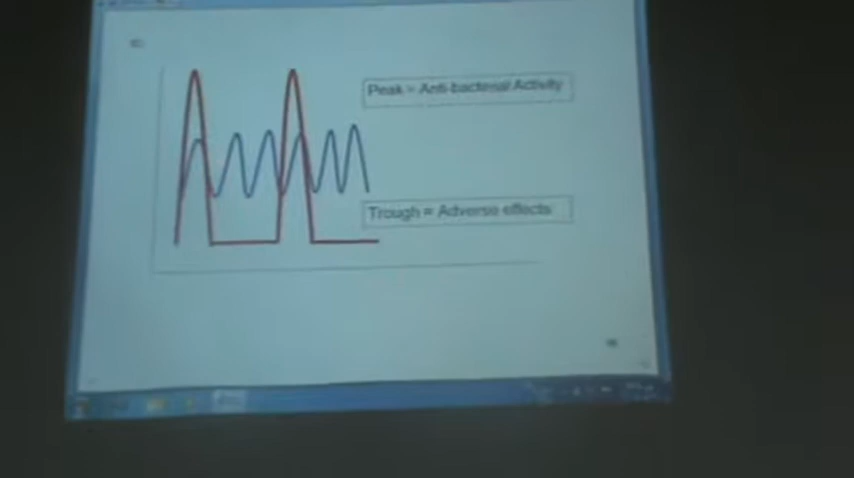 Peak = Anti-bacterial Activity
Trough = Adverse effects